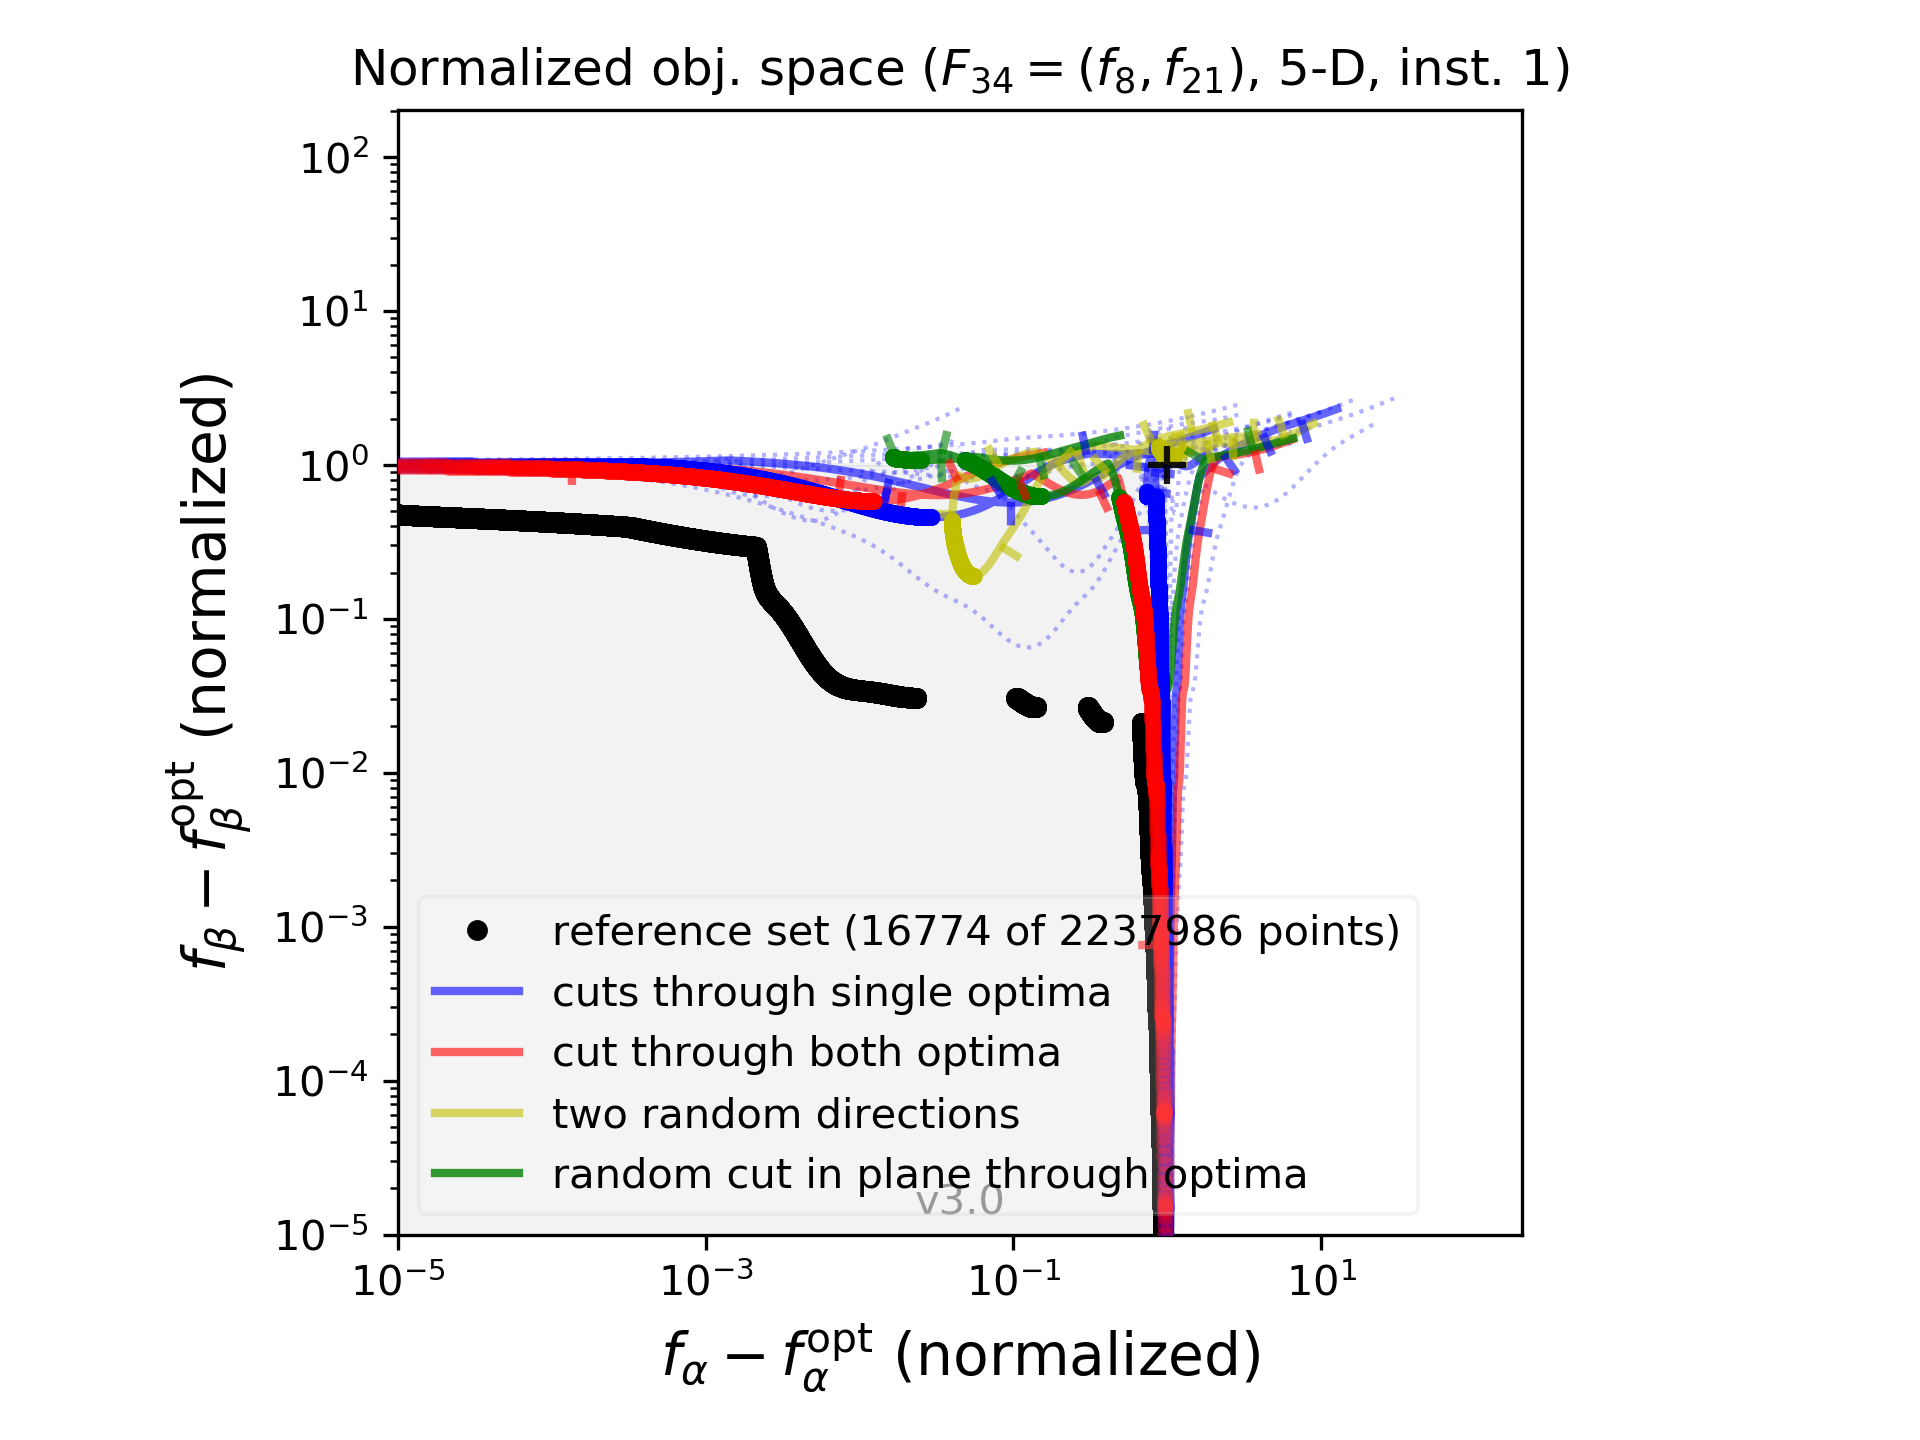 Normalized obj. space (F₃₄ = (f₈, f₂₁), 5-D, inst. 1)
10²
10¹
10⁰
10⁻¹
10⁻²
10⁻³
10⁻⁴
10⁻⁵
f_β − f_β^opt (normalized)
reference set (16774 of 2237986 points)
cuts through single optima
cut through both optima
two random directions
random cut in plane through optima
v3.0
10⁻⁵ 10⁻³ 10⁻¹ 10¹
f_α − f_α^opt (normalized)